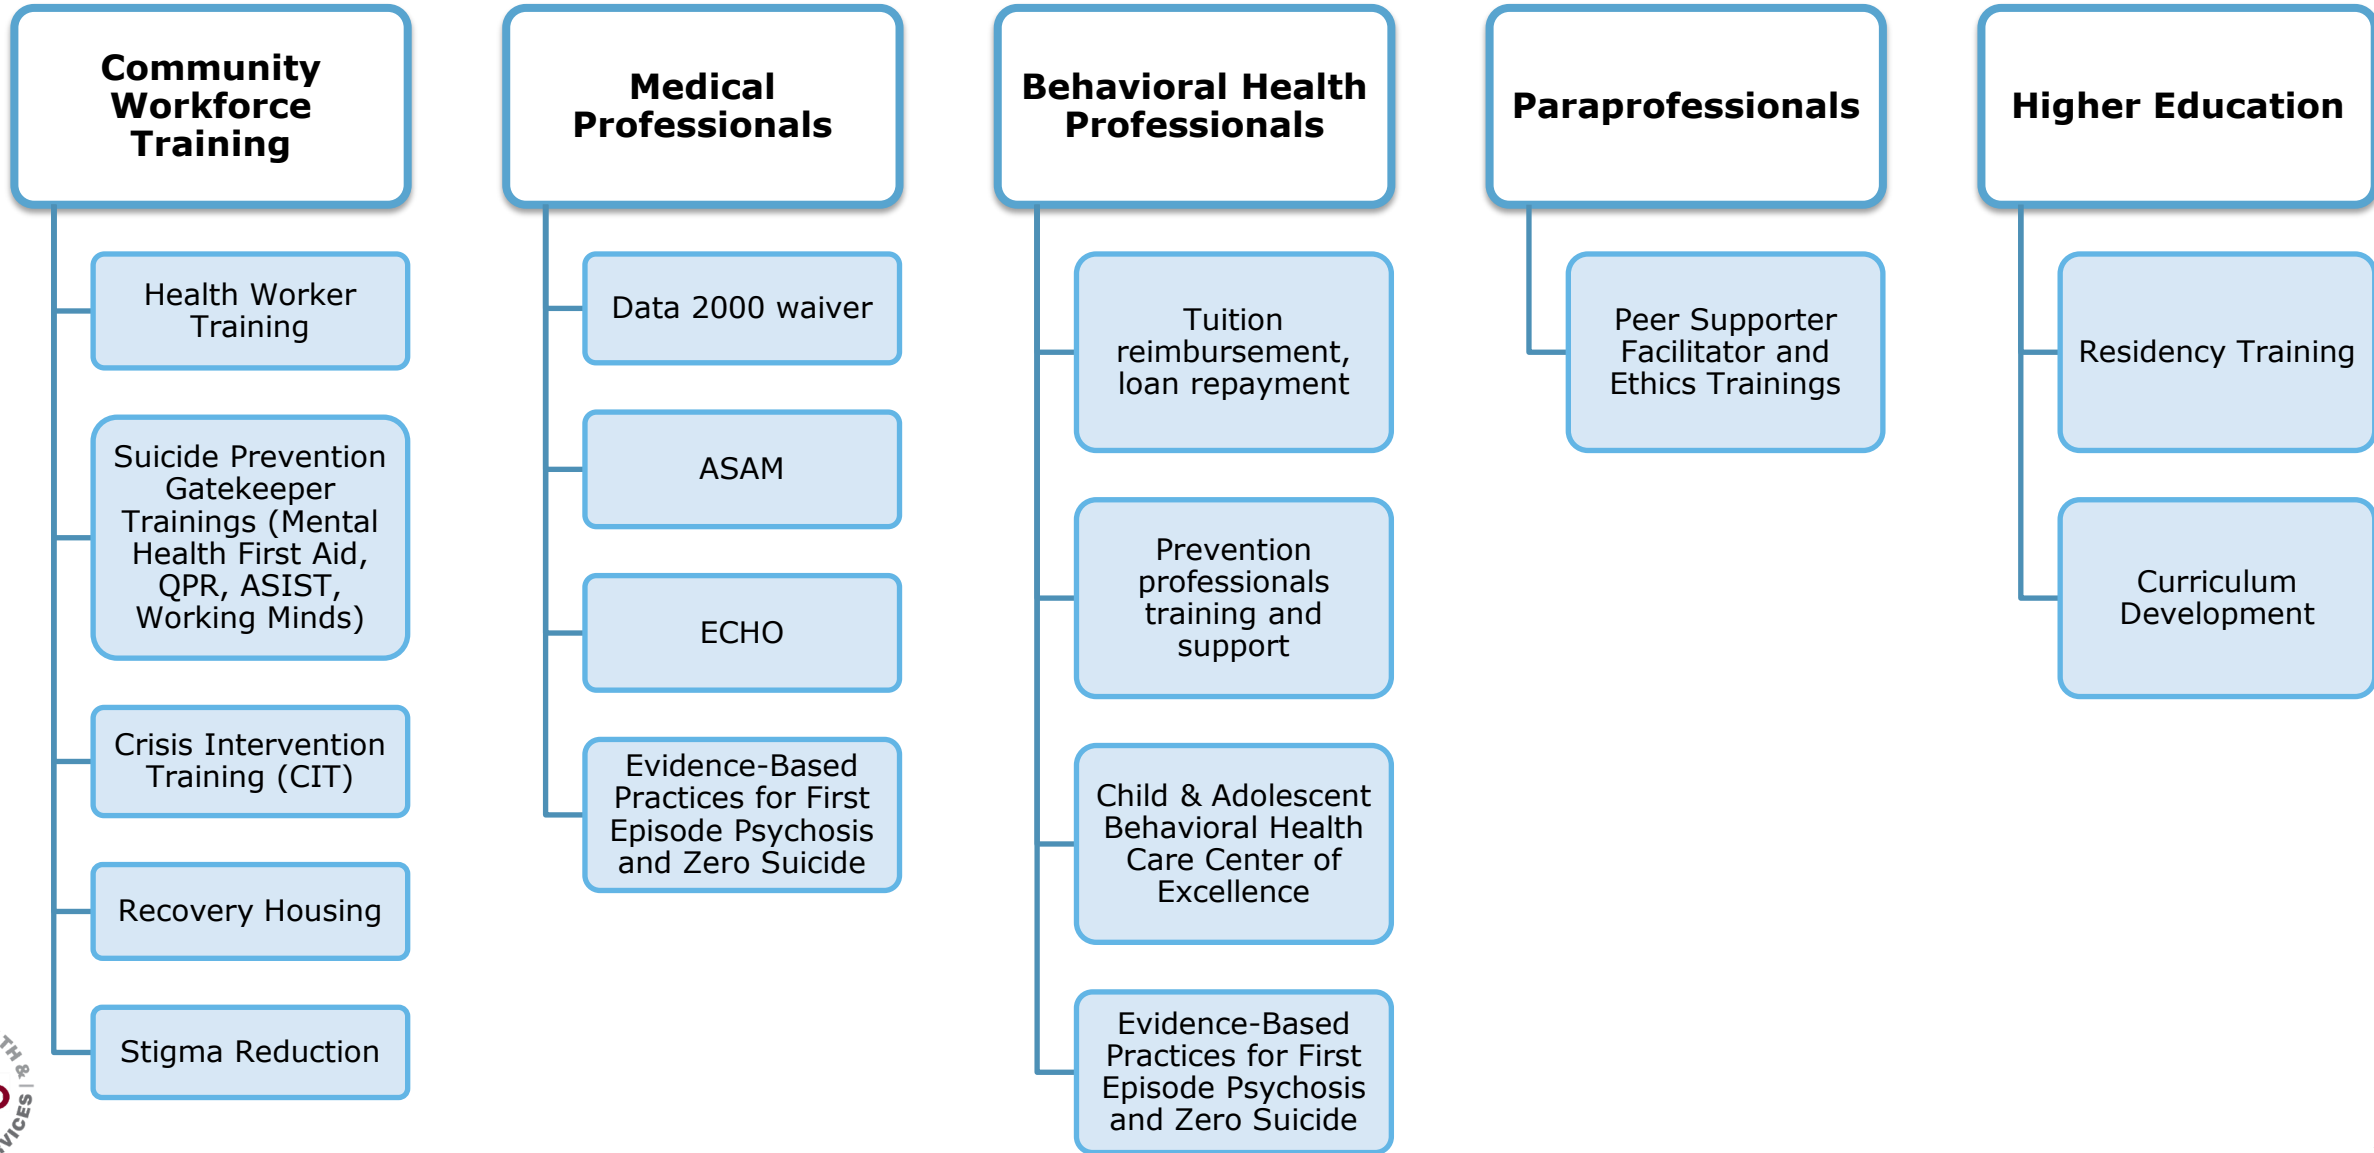 Community
Workforce
Training
Health Worker
Training
Suicide Prevention
Gatekeeper
Trainings (Mental
Health First Aid,
QPR, ASIST,
Working Minds)
Crisis Intervention
Training (CIT)
Recovery Housing
Stigma Reduction
Medical
Professionals
Data 2000 waiver
ASAM
ECHO
Evidence-Based
Practices for First
Episode Psychosis
and Zero Suicide
Behavioral Health
Professionals
Tuition
reimbursement,
loan repayment
Prevention
professionals
training and
support
Child & Adolescent
Behavioral Health
Care Center of
Excellence
Evidence-Based
Practices for First
Episode Psychosis
and Zero Suicide
Paraprofessionals
Peer Supporter
Facilitator and
Ethics Trainings
Higher Education
Residency Training
Curriculum
Development